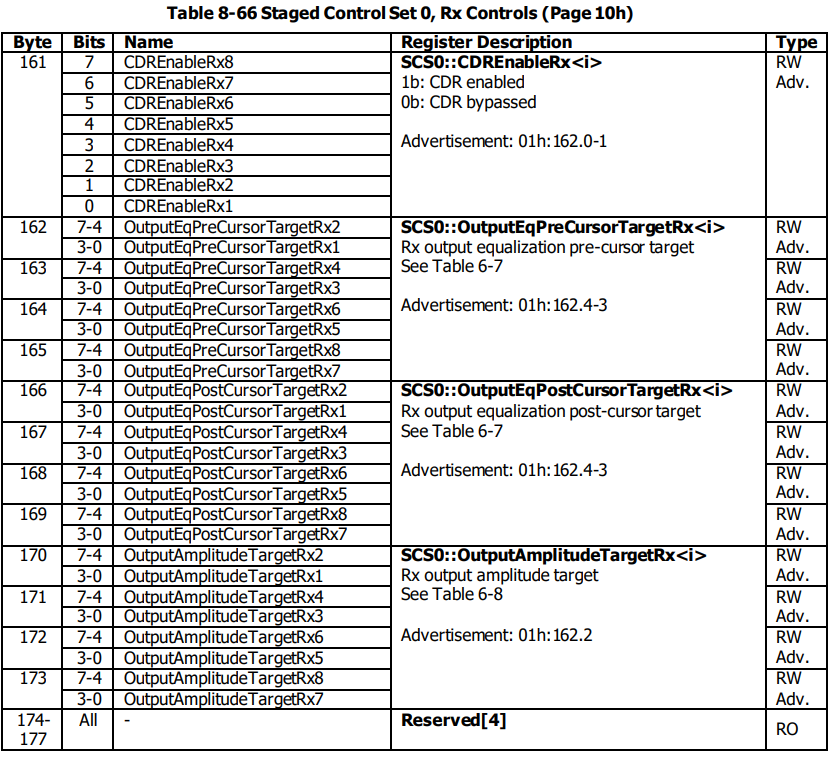 Table 8-66 Staged Control Set 0, Rx Controls (Page 10h)
Byte Bits Name Register Description Type
161 7 CDREnableRx8 SCS0::CDREnableRx<i> RW
6 CDREnableRx7 1b: CDR enabled Adv.
5 CDREnableRx6 0b: CDR bypassed
4 CDREnableRx5
3 CDREnableRx4 Advertisement: 01h:162.0-1
2 CDREnableRx3
1 CDREnableRx2
0 CDREnableRx1
162 7-4 OutputEqPreCursorTargetRx2 SCS0::OutputEqPreCursorTargetRx<i> RW
3-0 OutputEqPreCursorTargetRx1 Rx output equalization pre-cursor target Adv.
163 7-4 OutputEqPreCursorTargetRx4 See Table 6-7 RW
3-0 OutputEqPreCursorTargetRx3 Adv.
164 7-4 OutputEqPreCursorTargetRx6 Advertisement: 01h:162.4-3 RW
3-0 OutputEqPreCursorTargetRx5 Adv.
165 7-4 OutputEqPreCursorTargetRx8 RW
3-0 OutputEqPreCursorTargetRx7 Adv.
166 7-4 OutputEqPostCursorTargetRx2 SCS0::OutputEqPostCursorTargetRx<i> RW
3-0 OutputEqPostCursorTargetRx1 Rx output equalization post-cursor target Adv.
167 7-4 OutputEqPostCursorTargetRx4 See Table 6-7 RW
3-0 OutputEqPostCursorTargetRx3 Adv.
168 7-4 OutputEqPostCursorTargetRx6 Advertisement: 01h:162.4-3 RW
3-0 OutputEqPostCursorTargetRx5 Adv.
169 7-4 OutputEqPostCursorTargetRx8 RW
3-0 OutputEqPostCursorTargetRx7 Adv.
170 7-4 OutputAmplitudeTargetRx2 SCS0::OutputAmplitudeTargetRx<i> RW
3-0 OutputAmplitudeTargetRx1 Rx output amplitude target Adv.
171 7-4 OutputAmplitudeTargetRx4 See Table 6-8 RW
3-0 OutputAmplitudeTargetRx3 Adv.
172 7-4 OutputAmplitudeTargetRx6 Advertisement: 01h:162.2 RW
3-0 OutputAmplitudeTargetRx5 Adv.
173 7-4 OutputAmplitudeTargetRx8 RW
3-0 OutputAmplitudeTargetRx7 Adv.
174- All - Reserved[4] RO
177